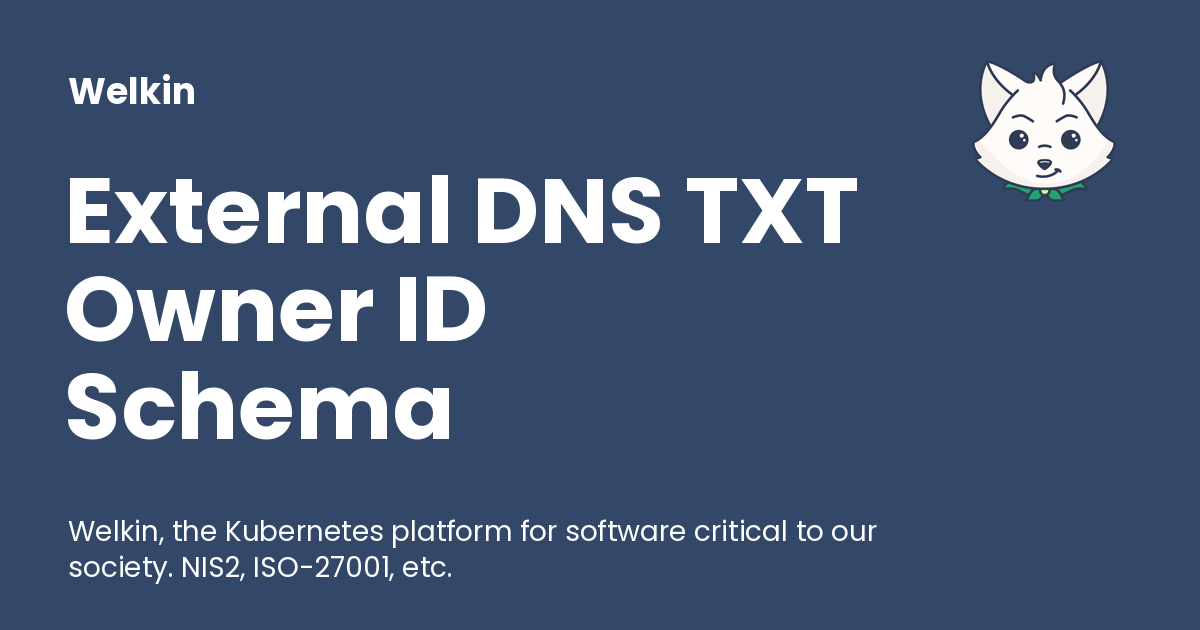 Welkin
External DNS TXT
Owner ID
Schema
Welkin, the Kubernetes platform for software critical to our
society. NIS2, ISO-27001, etc.